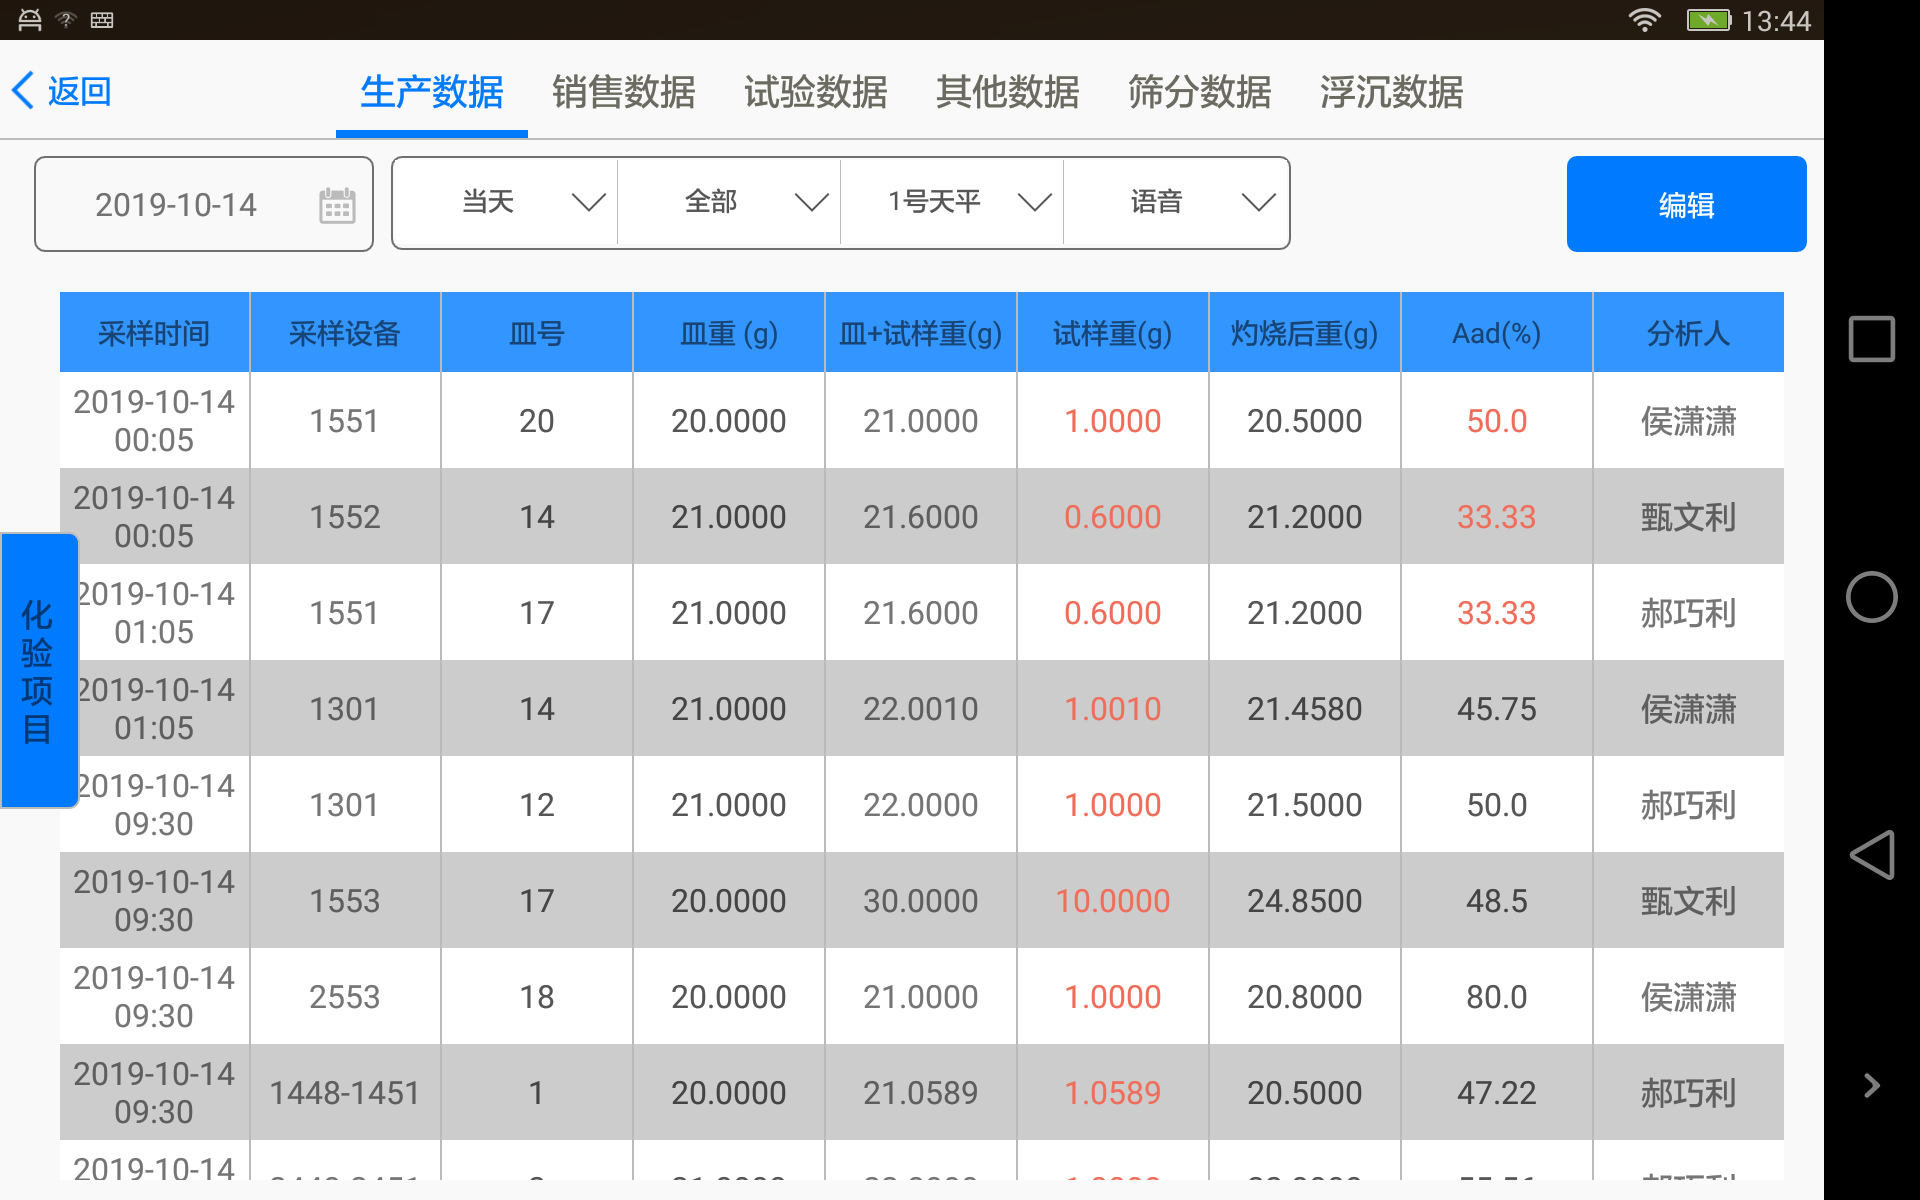 13:44
返回 生产数据 销售数据 试验数据 其他数据 筛分数据 浮沉数据
2019-10-14 当天 全部 1号天平 语音 编辑
采样时间 采样设备 皿号 皿重 (g) 皿+试样重(g) 试样重(g) 灼烧后重(g) Aad(%) 分析人
2019-10-14 00:05 1551 20 20.0000 21.0000 1.0000 20.5000 50.0 侯潇潇
2019-10-14 00:05 1552 14 21.0000 21.6000 0.6000 21.2000 33.33 甄文利
2019-10-14 01:05 1551 17 21.0000 21.6000 0.6000 21.2000 33.33 郝巧利
2019-10-14 01:05 1301 14 21.0000 22.0010 1.0010 21.4580 45.75 侯潇潇
2019-10-14 09:30 1301 12 21.0000 22.0000 1.0000 21.5000 50.0 郝巧利
2019-10-14 09:30 1553 17 20.0000 30.0000 10.0000 24.8500 48.5 甄文利
2019-10-14 09:30 2553 18 20.0000 21.0000 1.0000 20.8000 80.0 侯潇潇
2019-10-14 09:30 1448-1451 1 20.0000 21.0589 1.0589 20.5000 47.22 郝巧利
2019-10-14
化验项目